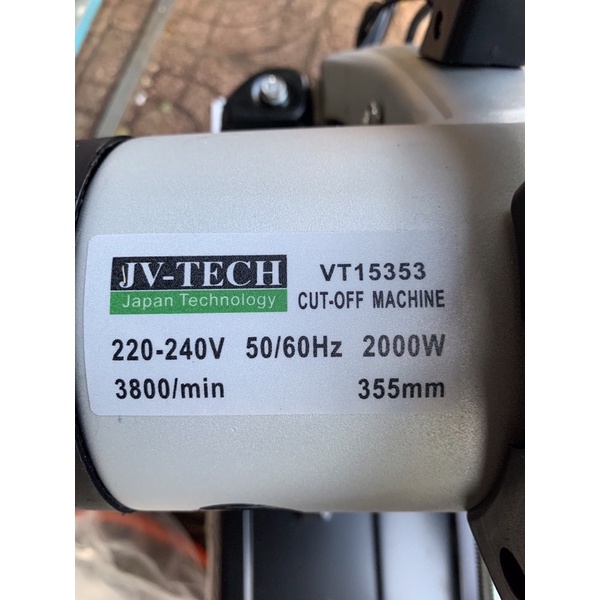 JV-TECH
Japan Technology
VT15353
CUT-OFF MACHINE
220-240V 50/60Hz 2000W
3800/min 355mm